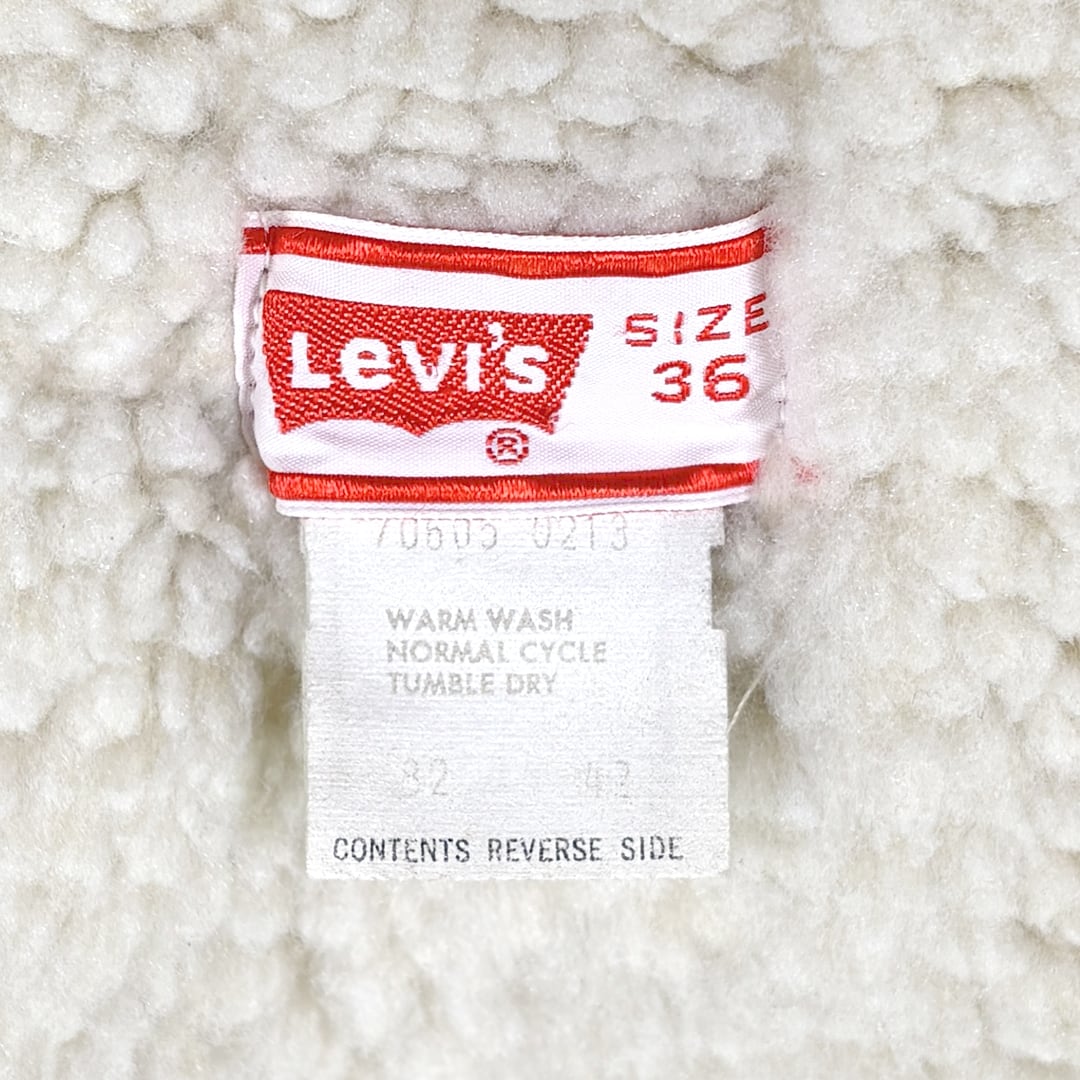 Levi's
®
SIZE
36
70605 0213
WARM WASH
NORMAL CYCLE
TUMBLE DRY
32 42
CONTENTS REVERSE SIDE